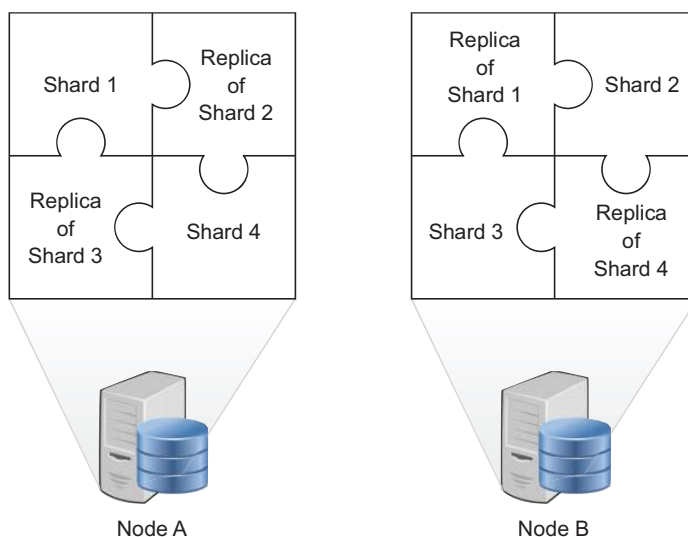 Shard 1
Replica
of
Shard 2
Replica
of
Shard 3
Shard 4
Node A
Replica
of
Shard 1
Shard 2
Shard 3
Replica
of
Shard 4
Node B